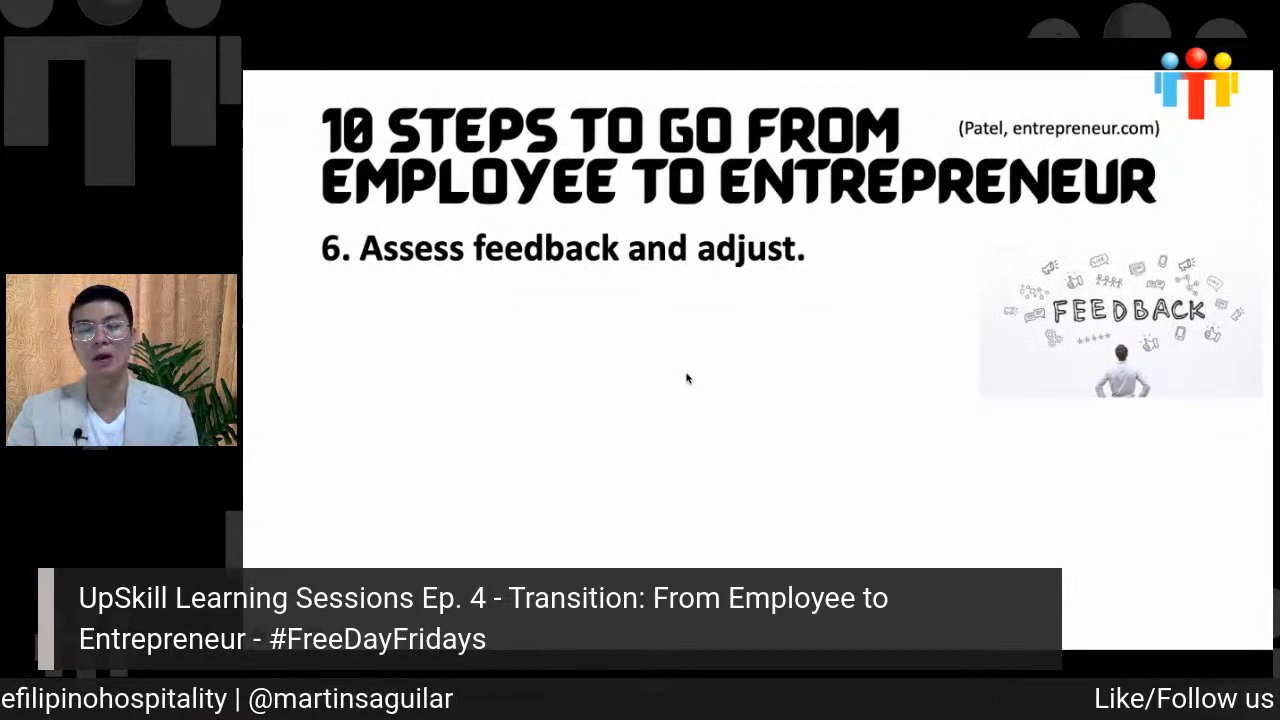 10 STEPS TO GO FROM
(Patel, entrepreneur.com)
EMPLOYEE TO ENTREPRENEUR
6. Assess feedback and adjust.
FEEDBACK
UpSkill Learning Sessions Ep. 4 - Transition: From Employee to
Entrepreneur - #FreeDayFridays
efilipinohospitality | @martinsaguilar
Like/Follow us